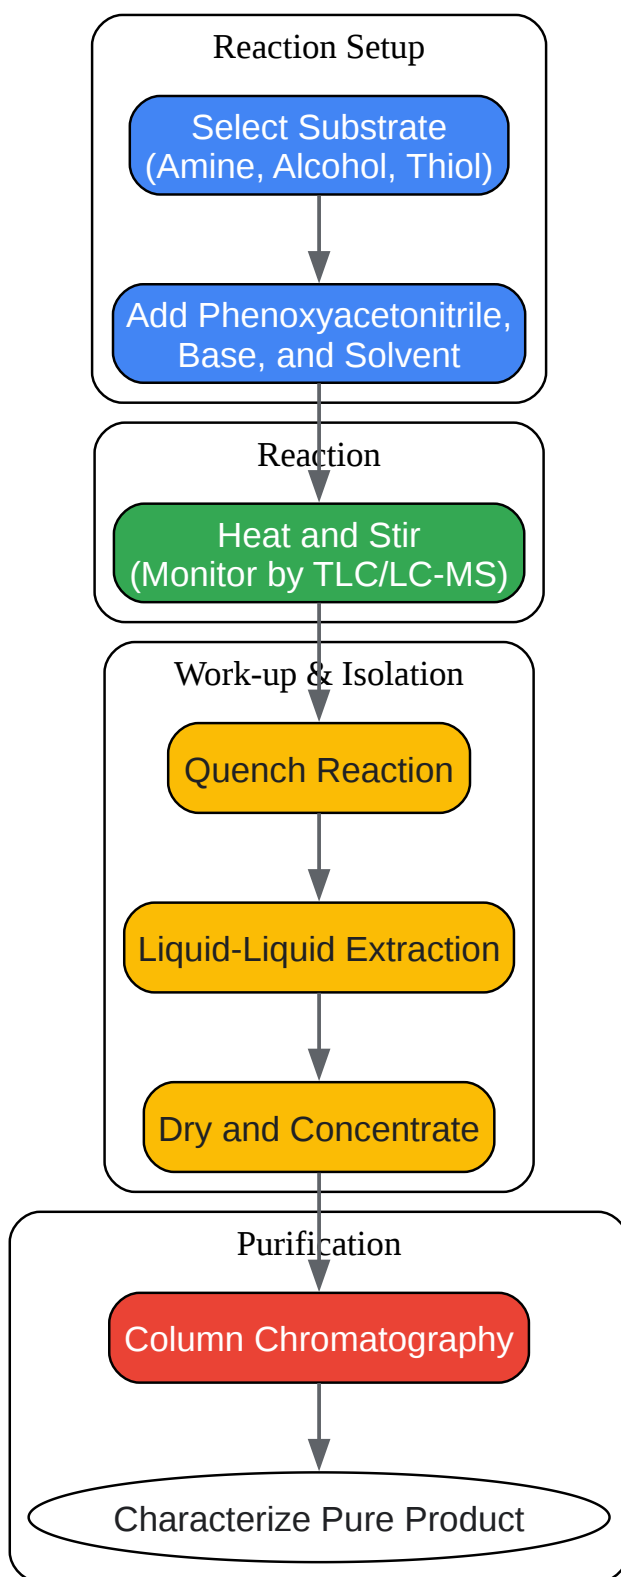 Reaction Setup
Select Substrate
(Amine, Alcohol, Thiol)
Add Phenoxyacetonitrile,
Base, and Solvent
Reaction
Heat and Stir
(Monitor by TLC/LC-MS)
Work-up & Isolation
Quench Reaction
Liquid-Liquid Extraction
Dry and Concentrate
Purification
Column Chromatography
Characterize Pure Product